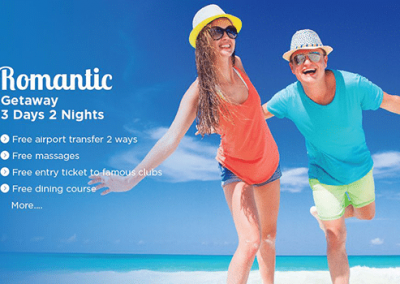 Romantic
Getaway
3 Days 2 Nights
Free airport transfer 2 ways
Free massages
Free entry ticket to famous clubs
Free dining course
More....